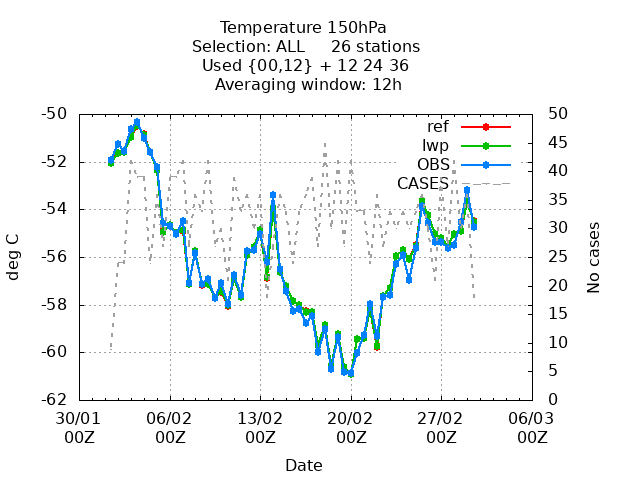 Temperature 150hPa
Selection: ALL     26 stations
Used {00,12} + 12 24 36
Averaging window: 12h
ref
lwp
OBS
CASES
-50
-52
-54
-56
-58
-60
-62
50
45
40
35
30
25
20
15
10
5
0
deg C
No cases
30/01 06/02 13/02 20/02 27/02 06/03
00Z 00Z 00Z 00Z 00Z 00Z
Date